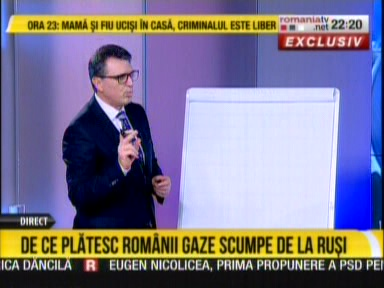 ORA 23: MAMĂ ȘI FIU UCIȘI ÎN CASĂ, CRIMINALUL ESTE LIBER
romaniatv
.net
22:20
EXCLUSIV
DIRECT
DE CE PLĂTESC ROMÂNII GAZE SCUMPE DE LA RUȘI
RICA DĂNCILĂ R EUGEN NICOLICEA, PRIMA PROPUNERE A PSD PEN